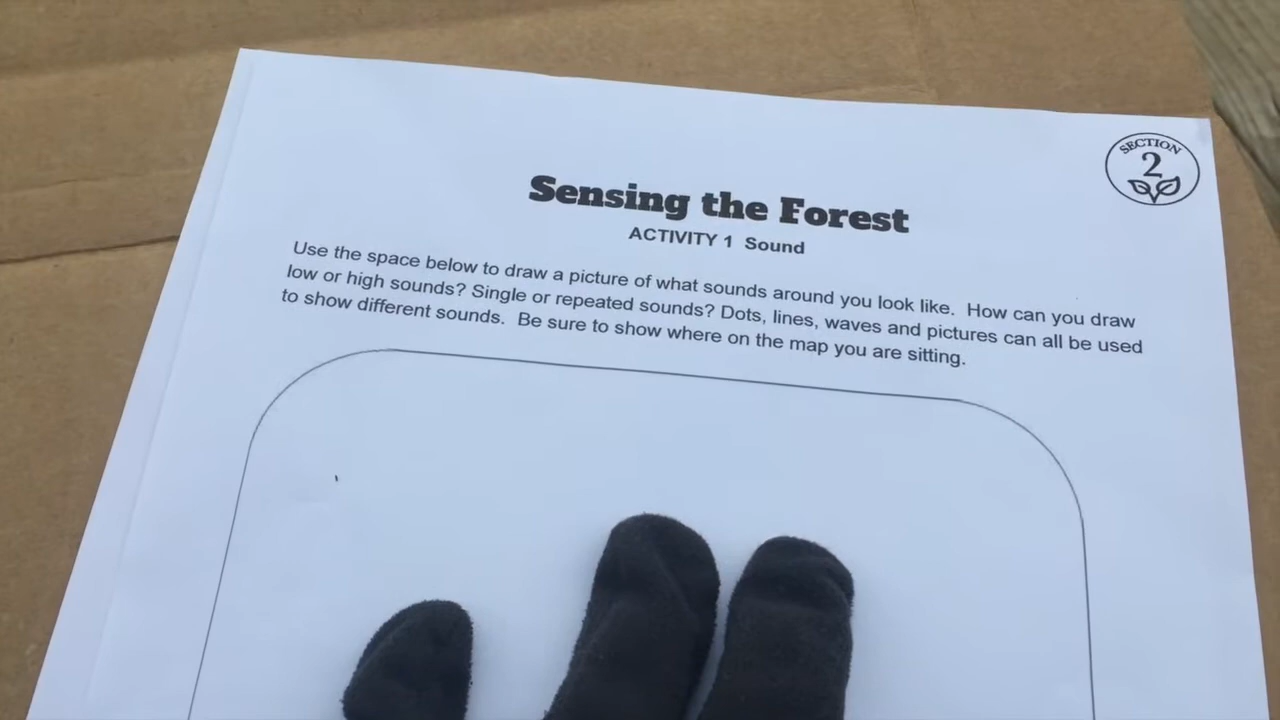 SECTION
2
Sensing the Forest
ACTIVITY 1 Sound
Use the space below to draw a picture of what sounds around you look like. How can you draw
low or high sounds? Single or repeated sounds? Dots, lines, waves and pictures can all be used
to show different sounds. Be sure to show where on the map you are sitting.